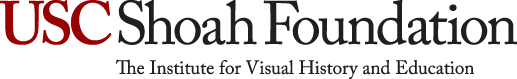 USC Shoah Foundation
The Institute for Visual History and Education